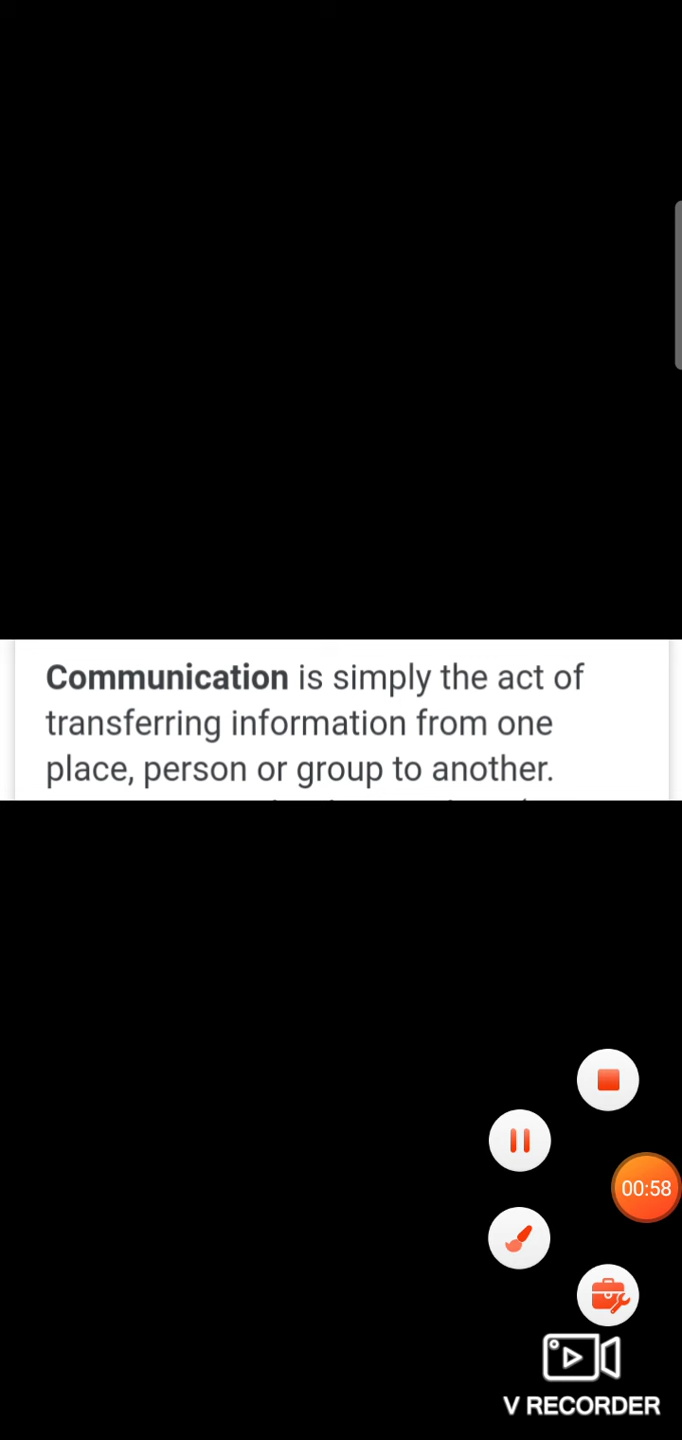 Communication is simply the act of
transferring information from one
place, person or group to another.
00:58
V RECORDER